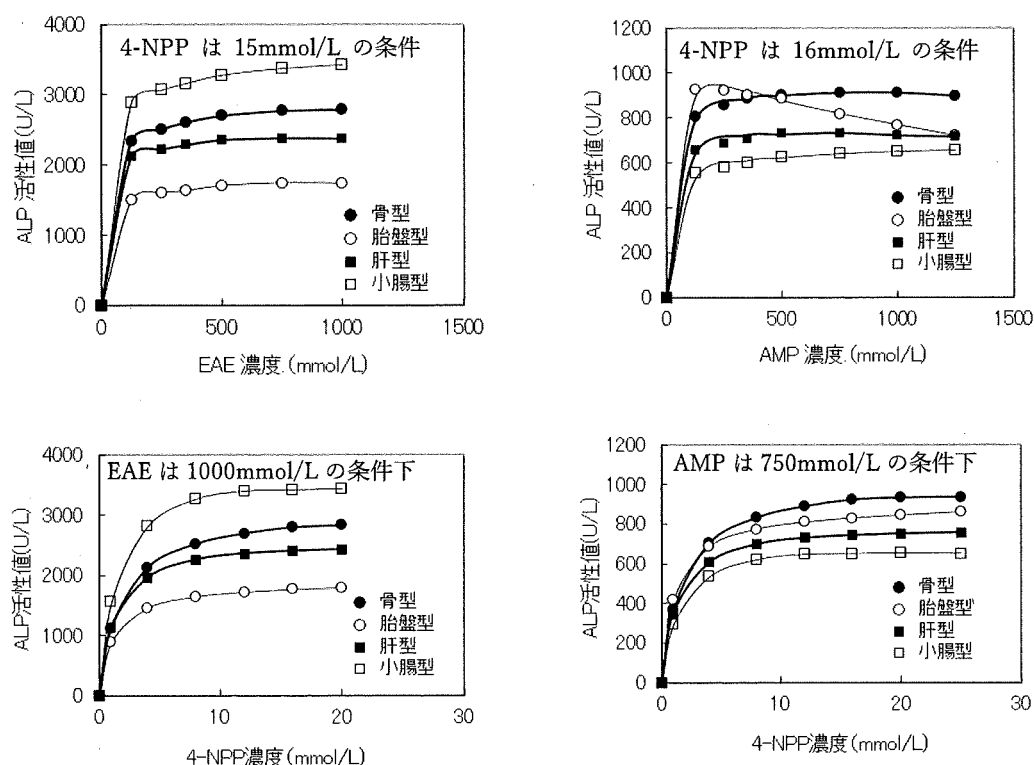 4-NPP は 15mmol/L の条件
4000
3000
2000
1000
0
ALP 活性値(U/L)
骨型
胎盤型
肝型
小腸型
0
500
1000
1500
EAE 濃度.(mmol/L)
4-NPP は 16mmol/L の条件
1200
1000
800
600
400
200
0
ALP 活性値(U/L)
骨型
胎盤型
肝型
小腸型
0
500
1000
1500
AMP 濃度.(mmol/L)
EAE は 1000mmol/L の条件下
4000
3000
2000
1000
0
ALP活性値(U/L)
骨型
胎盤型
肝型
小腸型
0
10
20
30
4-NPP濃度(mmol/L)
AMP は 750mmol/L の条件下
1200
1000
800
600
400
200
0
ALP活性値(U/L)
骨型
胎盤型
肝型
小腸型
0
10
20
30
4-NPP濃度(mmol/L)